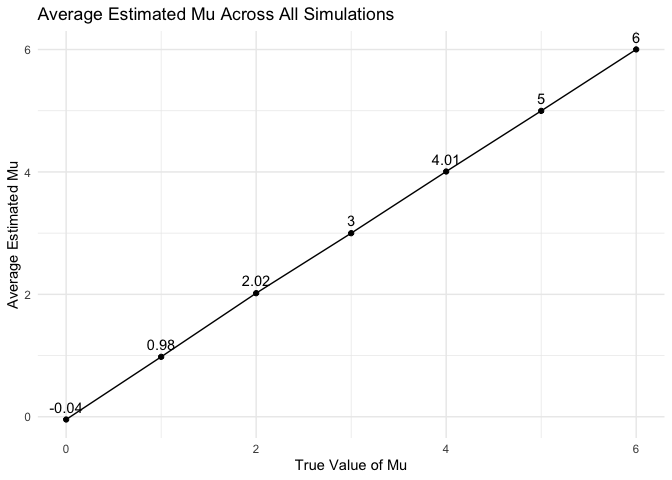 Average Estimated Mu Across All Simulations
6
6
5
4.01
4
3
2.02
2
0.98
-0.04
0
Average Estimated Mu
0 2 4 6
True Value of Mu